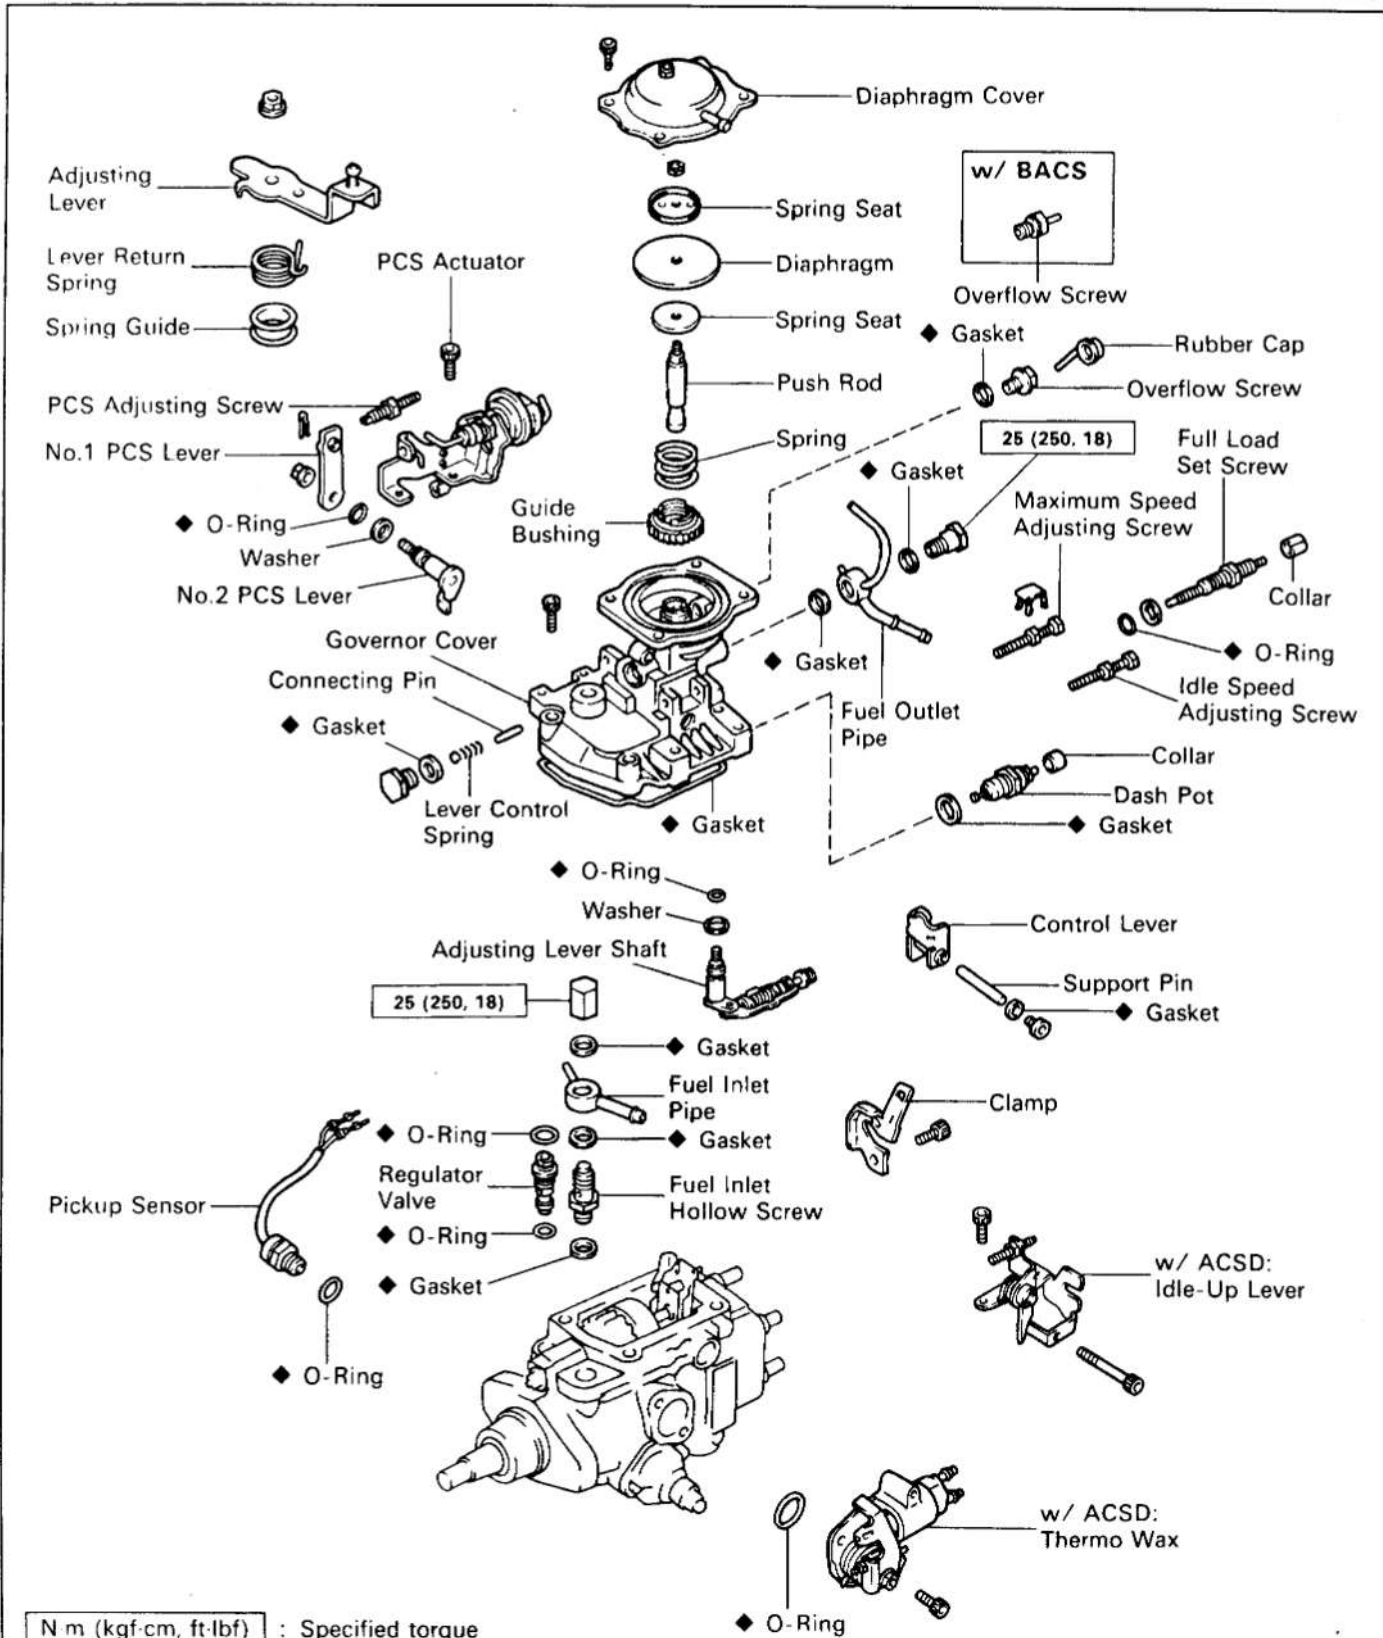 Diaphragm Cover
w/ BACS
Adjusting
Lever
Spring Seat
Lever Return
Spring
PCS Actuator
Diaphragm
Overflow Screw
Spring Guide
Spring Seat
◆ Gasket
Rubber Cap
Push Rod
Overflow Screw
PCS Adjusting Screw
No.1 PCS Lever
Spring
25 (250, 18)
Full Load
Set Screw
◆ Gasket
◆ O-Ring
Guide
Bushing
Maximum Speed
Adjusting Screw
Washer
No.2 PCS Lever
Collar
Governor Cover
◆ Gasket
◆ O-Ring
Connecting Pin
Idle Speed
Adjusting Screw
◆ Gasket
Fuel Outlet
Pipe
Collar
Lever Control
Spring
◆ Gasket
Dash Pot
◆ Gasket
◆ O-Ring
Washer
Control Lever
Adjusting Lever Shaft
25 (250, 18)
Support Pin
◆ Gasket
◆ Gasket
Fuel Inlet
Pipe
Clamp
◆ O-Ring
◆ Gasket
Regulator
Valve
Pickup Sensor
Fuel Inlet
Hollow Screw
◆ O-Ring
◆ Gasket
w/ ACSD:
Idle-Up Lever
◆ O-Ring
w/ ACSD:
Thermo Wax
◆ O-Ring
N·m (kgf·cm, ft·lbf) : Specified torque